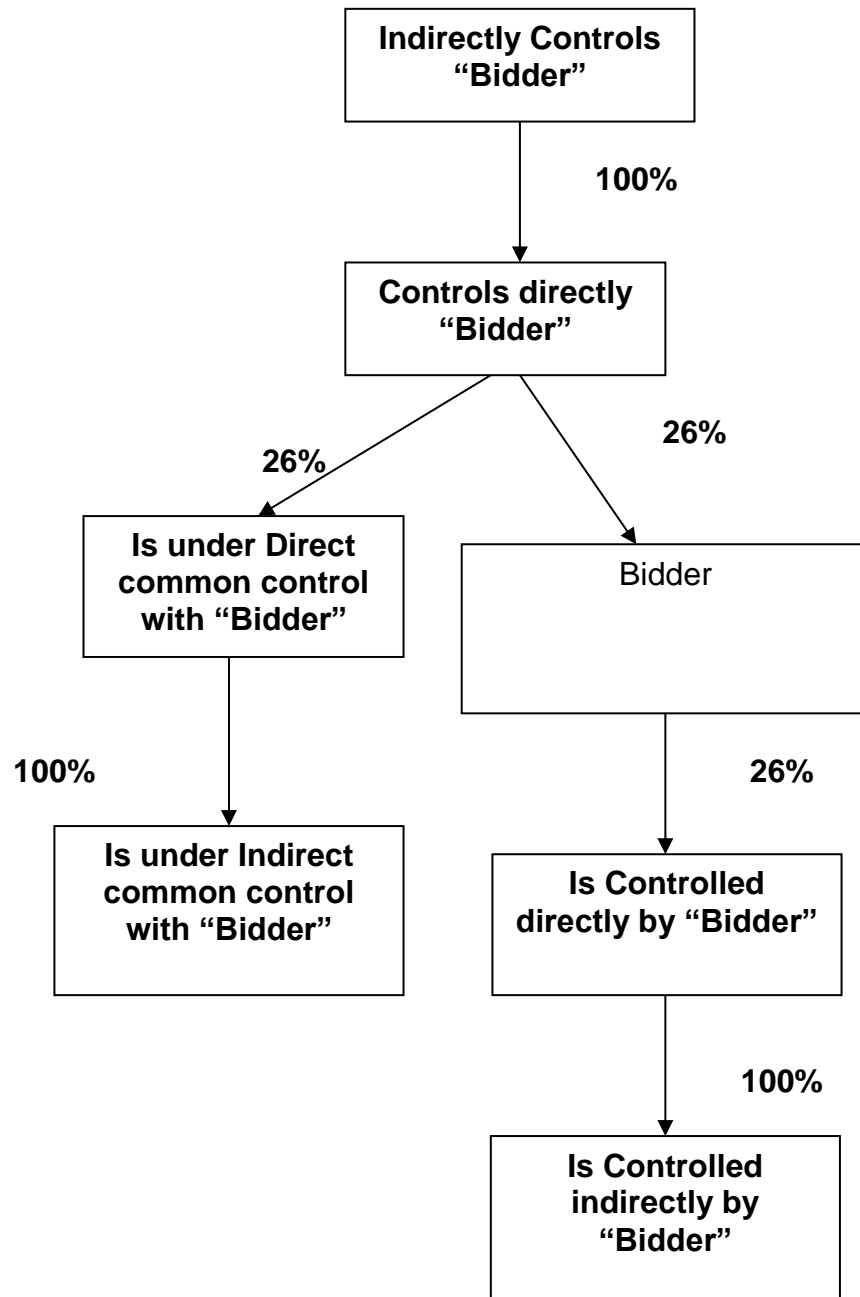 Indirectly Controls
“Bidder”
100%
Controls directly
“Bidder”
26%
26%
Is under Direct
common control
with “Bidder”
Bidder
100%
26%
Is under Indirect
common control
with “Bidder”
Is Controlled
directly by “Bidder”
100%
Is Controlled
indirectly by
“Bidder”